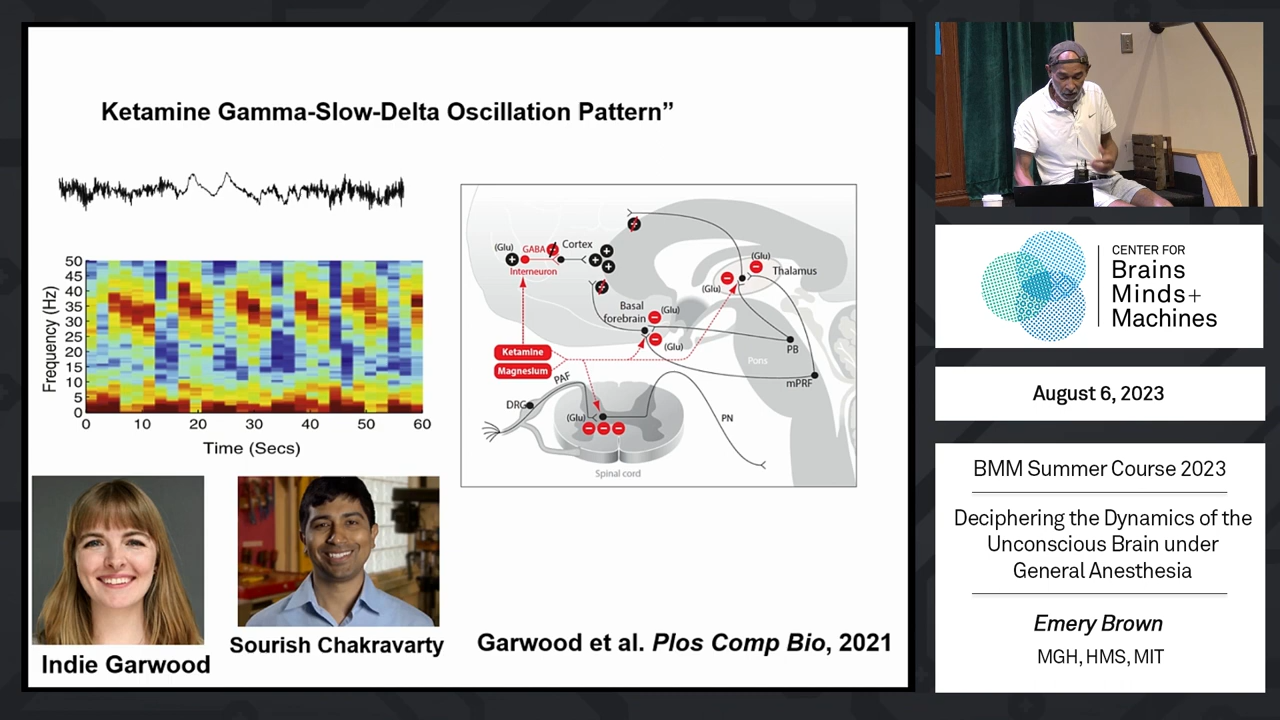 Ketamine Gamma-Slow-Delta Oscillation Pattern”
Frequency (Hz)
50
45
40
35
30
25
20
15
10
5
0
0 10 20 30 40 50 60
Time (Secs)
(Glu)
GABA
Cortex
Interneuron
(Glu)
Thalamus
(Glu)
Basal
forebrain
(Glu)
(Glu)
Ketamine
Magnesium
PB
Pons
mPRF
PAF
DRG
(Glu)
PN
Spinal cord
Indie Garwood
Sourish Chakravarty
Garwood et al. Plos Comp Bio, 2021
CENTER FOR
Brains
Minds+
Machines
August 6, 2023
BMM Summer Course 2023
Deciphering the Dynamics of the
Unconscious Brain under
General Anesthesia
Emery Brown
MGH, HMS, MIT